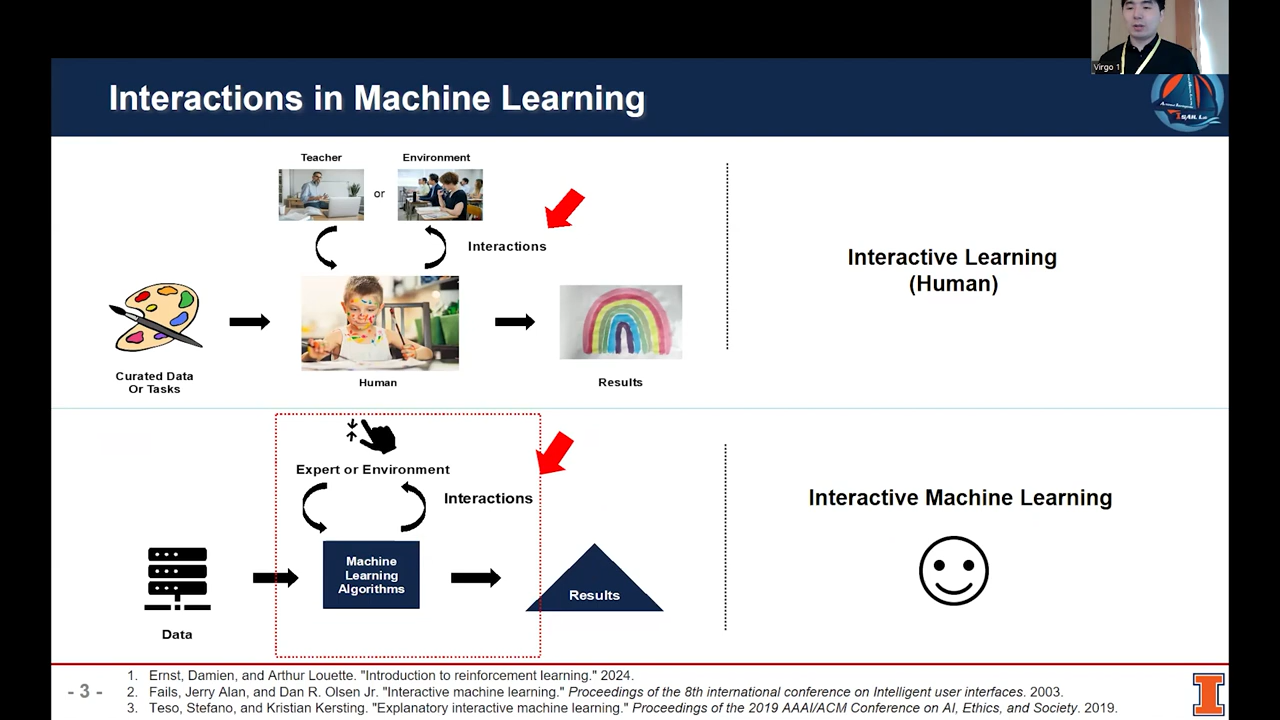 Virgo 1
Interactions in Machine Learning
Teacher
Environment
or
Interactions
Curated Data
Or Tasks
Human
Results
Interactive Learning
(Human)
Expert or Environment
Interactions
Machine
Learning
Algorithms
Results
Data
Interactive Machine Learning
- 3 -
1. Ernst, Damien, and Arthur Louette. "Introduction to reinforcement learning." 2024.
2. Fails, Jerry Alan, and Dan R. Olsen Jr. "Interactive machine learning." Proceedings of the 8th international conference on Intelligent user interfaces. 2003.
3. Teso, Stefano, and Kristian Kersting. "Explanatory interactive machine learning." Proceedings of the 2019 AAAI/ACM Conference on AI, Ethics, and Society. 2019.